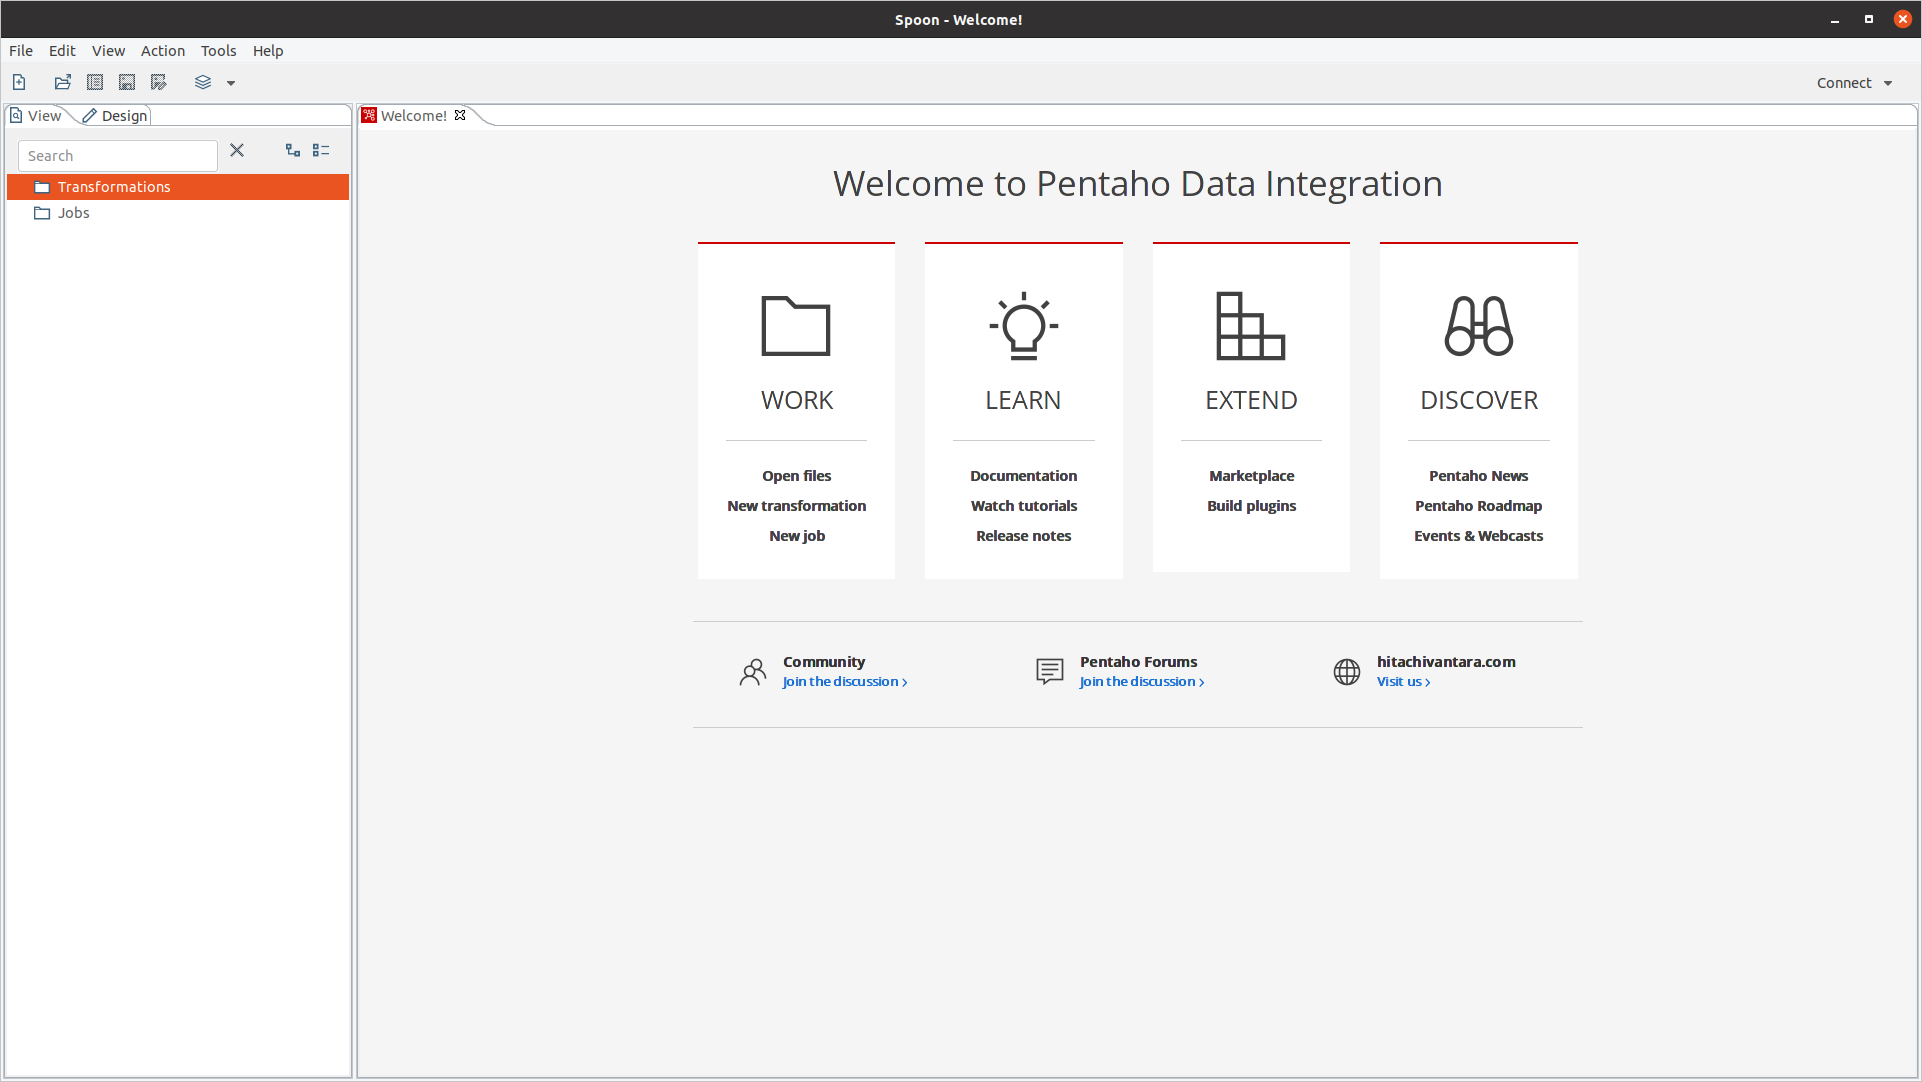 Spoon - Welcome!
File Edit View Action Tools Help
Connect
View Design
Welcome!
Search
Transformations
Jobs
Welcome to Pentaho Data Integration
WORK
Open files
New transformation
New job
LEARN
Documentation
Watch tutorials
Release notes
EXTEND
Marketplace
Build plugins
DISCOVER
Pentaho News
Pentaho Roadmap
Events & Webcasts
Community
Join the discussion ›
Pentaho Forums
Join the discussion ›
hitachivantara.com
Visit us ›